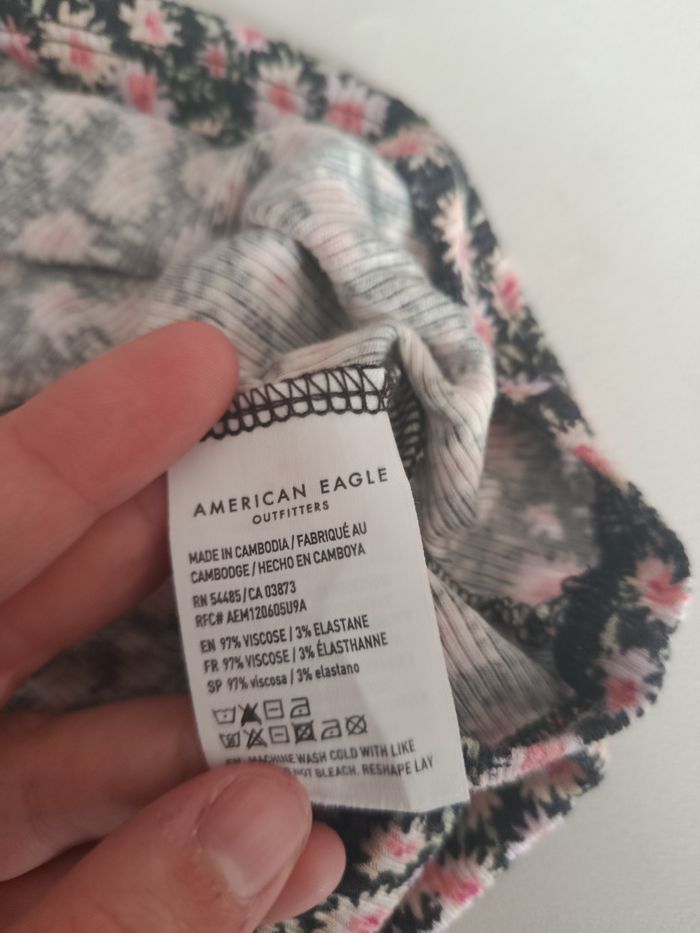 AMERICAN EAGLE
OUTFITTERS
MADE IN CAMBODIA / FABRIQUÉ AU
CAMBODGE / HECHO EN CAMBOYA
RN 54485 / CA 03873
RFC# AEM120605U9A
EN 97% VISCOSE / 3% ELASTANE
FR 97% VISCOSE / 3% ÉLASTHANNE
SP 97% viscosa / 3% elastano
EN MACHINE WASH COLD WITH LIKE
NOT BLEACH. RESHAPE LAY